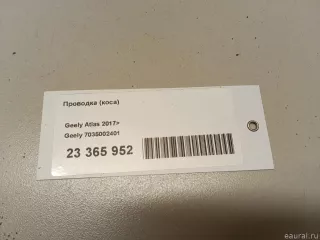 Проводка (коса)
Geely Atlas 2017>
Geely 7038002401
23 365 952
eaural.ru